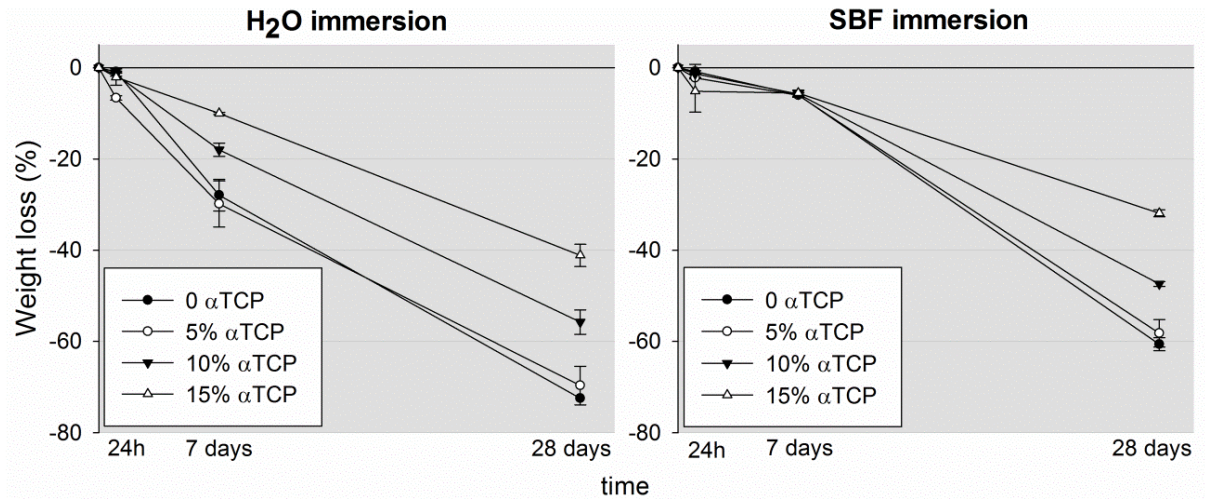 H₂O immersion
SBF immersion
Weight loss (%)
0
-20
-40
-60
-80
0 αTCP
5% αTCP
10% αTCP
15% αTCP
24h
7 days
28 days
0
-20
-40
-60
-80
0 αTCP
5% αTCP
10% αTCP
15% αTCP
24h
7 days
28 days
time